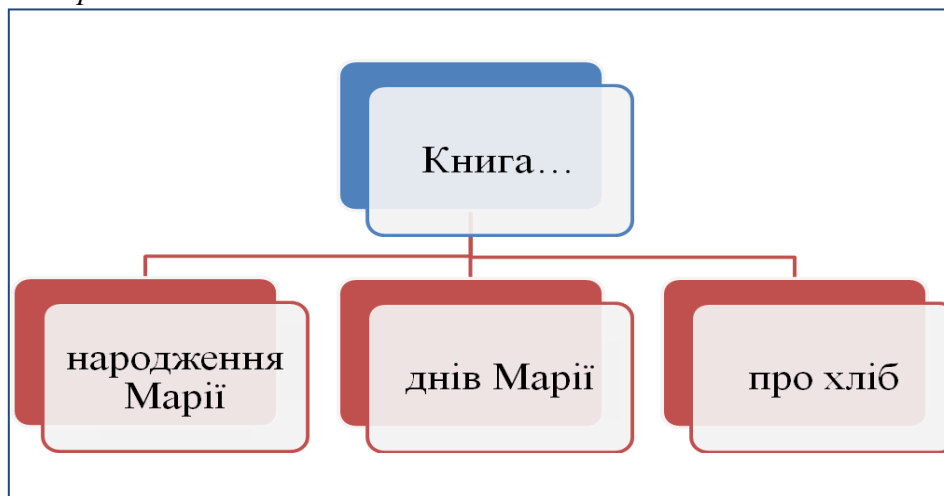 Книга…
народження
Марії
днів Марії
про хліб